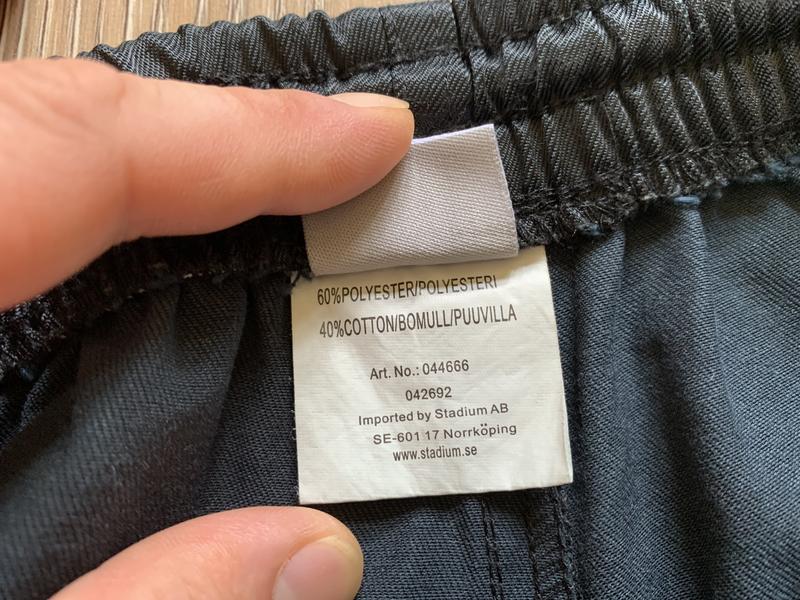 60%POLYESTER/POLYESTERI
40%COTTON/BOMULL/PUUVILLA
Art. No.: 044666
042692
Imported by Stadium AB
SE-601 17 Norrköping
www.stadium.se